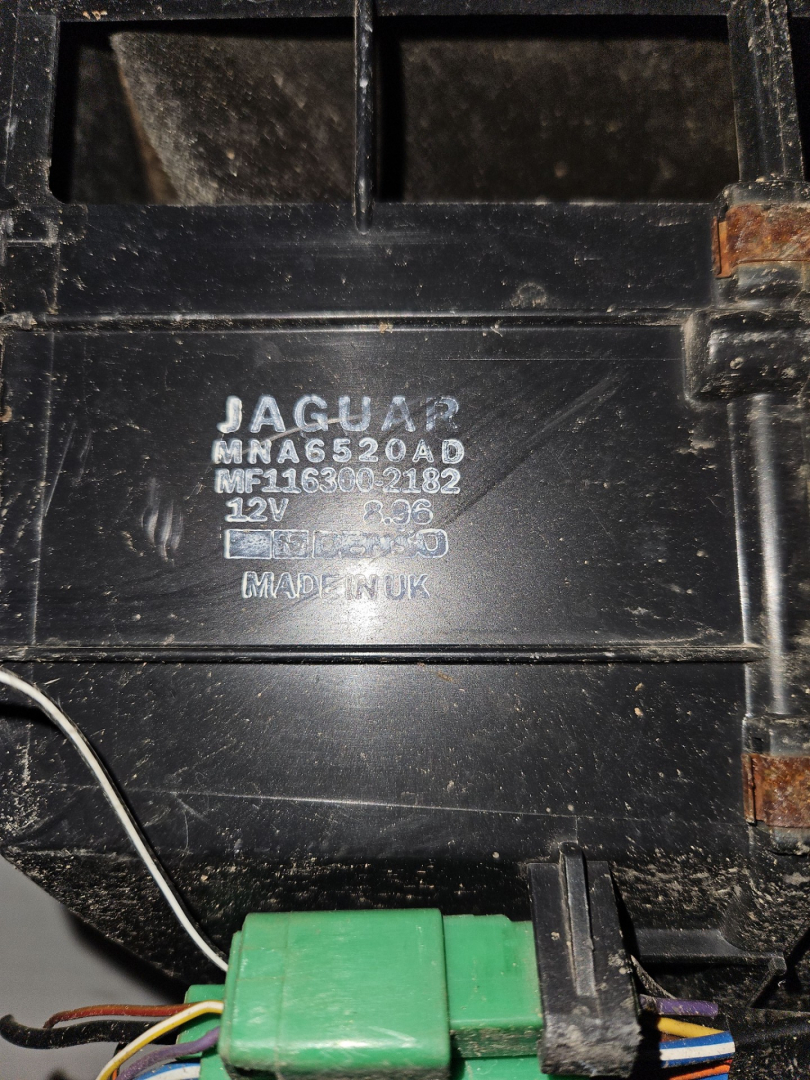 JAGUAR
MNA6520AD
MF116300-2182
12V 8.96
DENSO
MADE IN UK